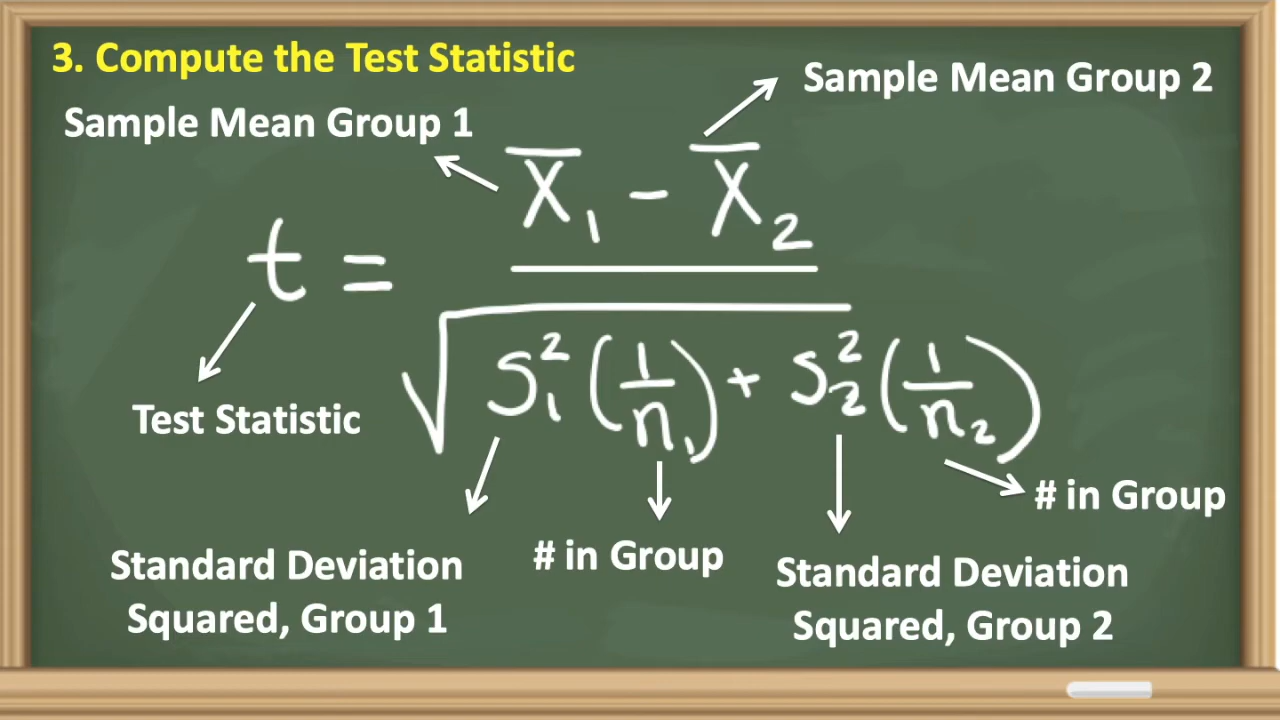 3. Compute the Test Statistic
Sample Mean Group 1
Sample Mean Group 2
t = (X̅₁ - X̅₂) / √(S₁²(1/n₁) + S₂²(1/n₂))
Test Statistic
# in Group
Standard Deviation
Squared, Group 1
# in Group
Standard Deviation
Squared, Group 2